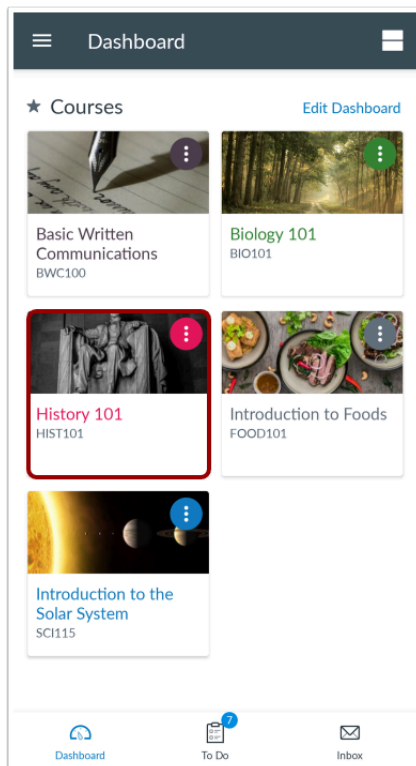 Dashboard
Courses
Edit Dashboard
Basic Written
Communications
BWC100
Biology 101
BIO101
History 101
HIST101
Introduction to Foods
FOOD101
Introduction to the
Solar System
SCI115
7
Dashboard
To Do
Inbox